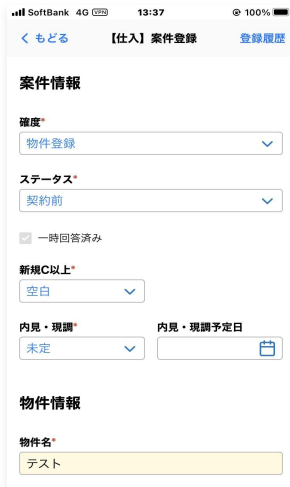 SoftBank 4G VPN 13:37 100%
もどる 【仕入】案件登録 登録履歴
案件情報
確度*
物件登録
ステータス*
契約前
一時回答済み
新規C以上*
空白
内見・現調* 内見・現調予定日
未定
物件情報
物件名*
テスト